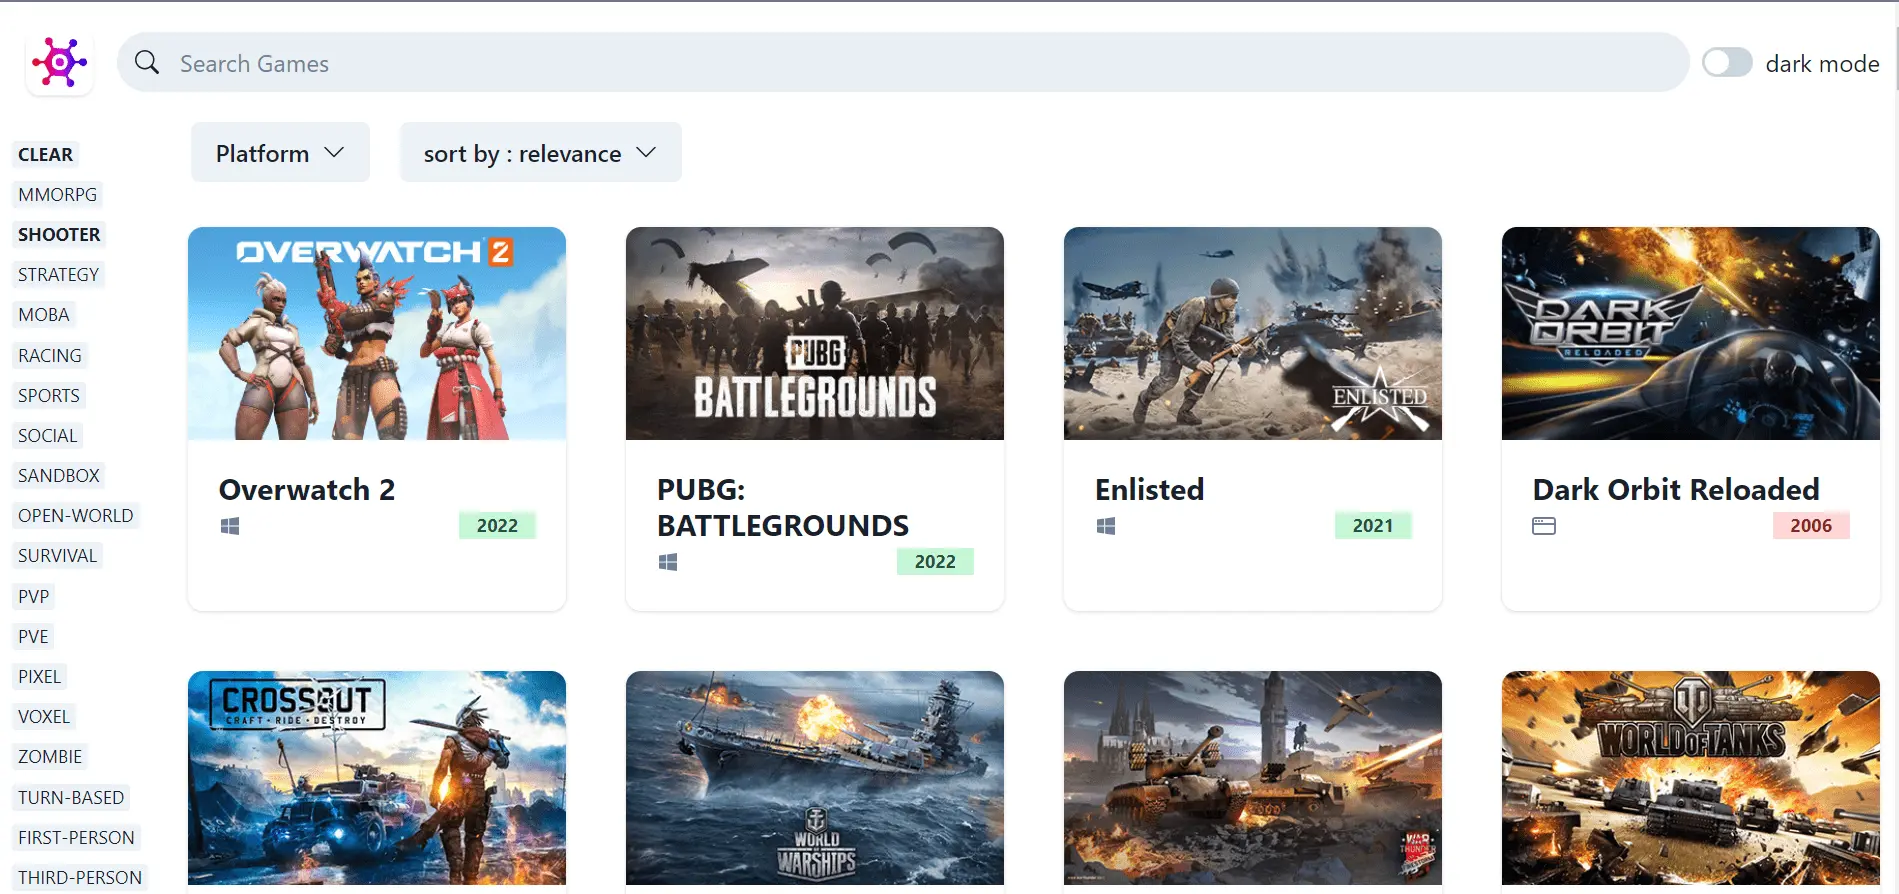 Search Games
dark mode
Platform
sort by : relevance
CLEAR
MMORPG
SHOOTER
STRATEGY
MOBA
RACING
SPORTS
SOCIAL
SANDBOX
OPEN-WORLD
SURVIVAL
PVP
PVE
PIXEL
VOXEL
ZOMBIE
TURN-BASED
FIRST-PERSON
THIRD-PERSON
OVERWATCH 2
Overwatch 2
2022
PUBG
BATTLEGROUNDS
PUBG:
BATTLEGROUNDS
2022
ENLISTED
Enlisted
2021
DARK
ORBIT
RELOADED
Dark Orbit Reloaded
2006
CROSSOUT
CRAFT • RIDE • DESTROY
WORLD
OF
WARSHIPS
WAR
THUNDER
WORLD OF TANKS